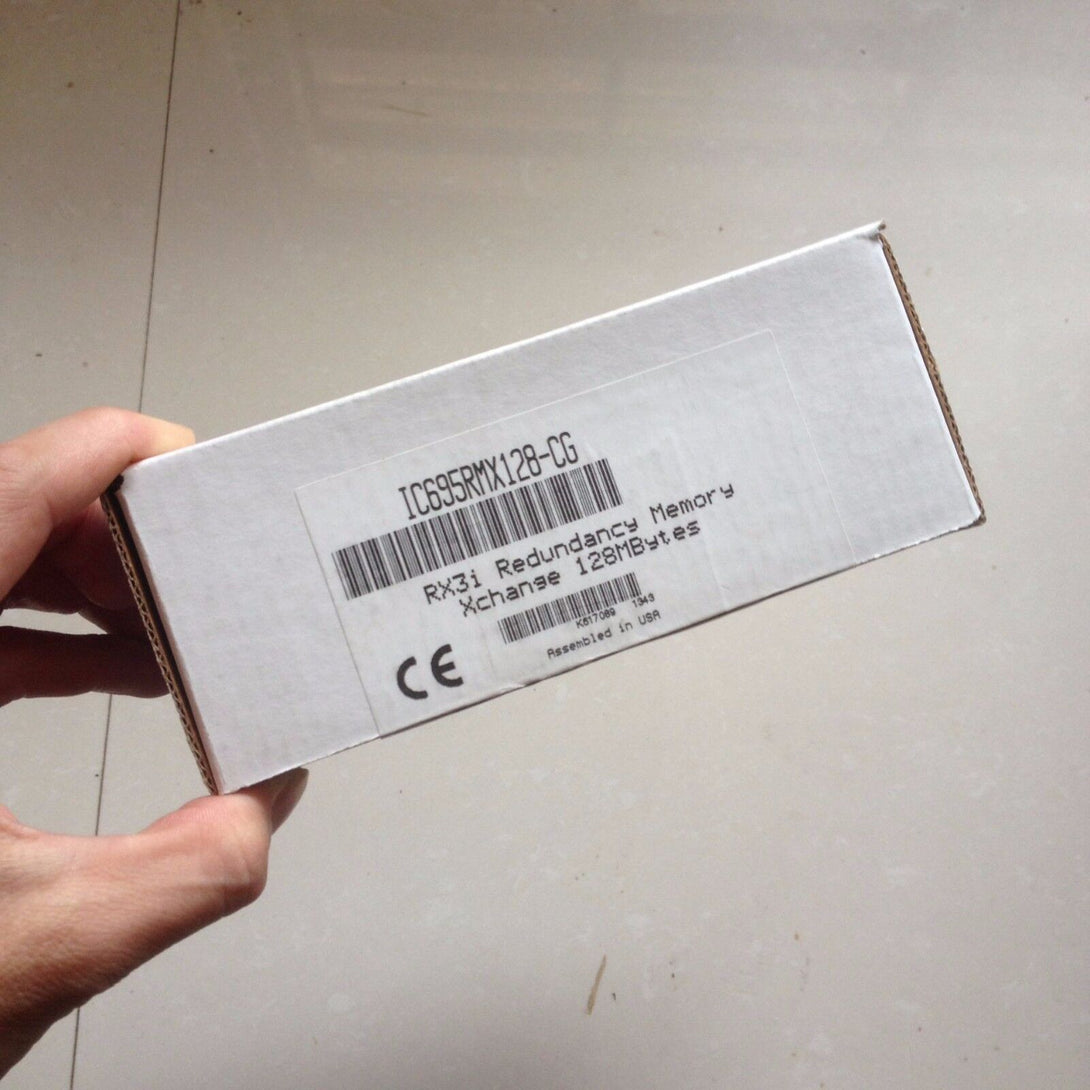 IC695RMX128-CG
RX3i Redundancy Memory
Xchange 128MBytes
K617089 1343
Assembled in USA
CE